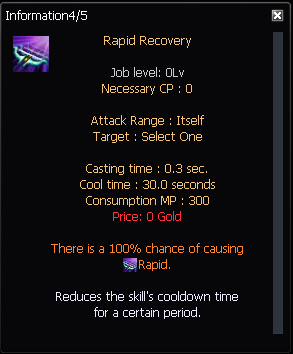 Information4/5
Rapid Recovery
Job level: 0Lv
Necessary CP : 0
Attack Range : Itself
Target : Select One
Casting time : 0.3 sec.
Cool time : 30.0 seconds
Consumption MP : 300
Price: 0 Gold
There is a 100% chance of causing
Rapid.
Reduces the skill's cooldown time
for a certain period.